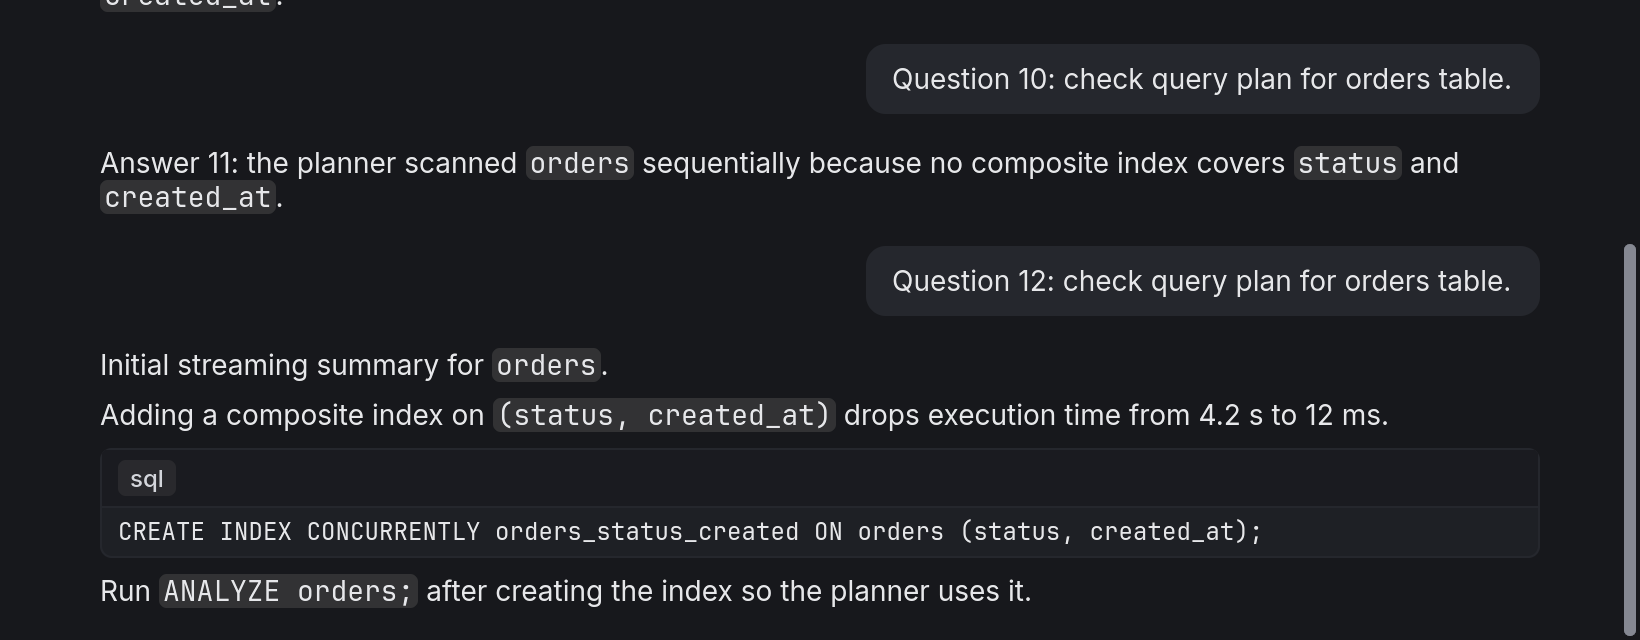 created_at.
Question 10: check query plan for orders table.
Answer 11: the planner scanned orders sequentially because no composite index covers status and
created_at.
Question 12: check query plan for orders table.
Initial streaming summary for orders.
Adding a composite index on (status, created_at) drops execution time from 4.2 s to 12 ms.
sql
CREATE INDEX CONCURRENTLY orders_status_created ON orders (status, created_at);
Run ANALYZE orders; after creating the index so the planner uses it.